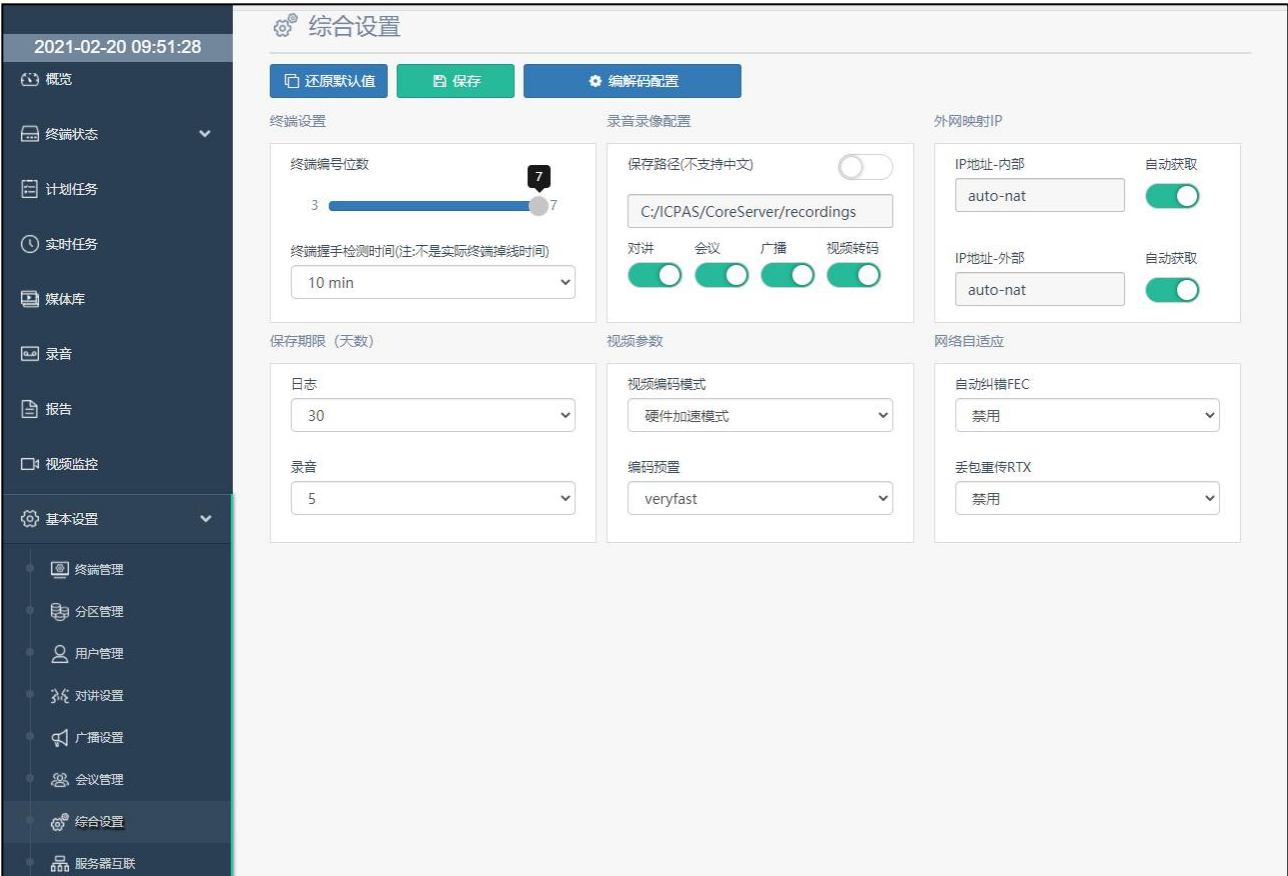 2021-02-20 09:51:28
概览
终端状态
计划任务
实时任务
媒体库
录音
报告
视频监控
基本设置
终端管理
分区管理
用户管理
对讲设置
广播设置
会议管理
综合设置
服务器互联
综合设置
还原默认值 保存 编解码配置
终端设置
终端编号位数
7
3 7
终端握手检测时间(注:不是实际终端掉线时间)
10 min
录音录像配置
保存路径(不支持中文)
C:/ICPAS/CoreServer/recordings
对讲 会议 广播 视频转码
外网映射IP
IP地址-内部 自动获取
auto-nat
IP地址-外部 自动获取
auto-nat
保存期限（天数）
日志
30
录音
5
视频参数
视频编码模式
硬件加速模式
编码预置
veryfast
网络自适应
自动纠错FEC
禁用
丢包重传RTX
禁用